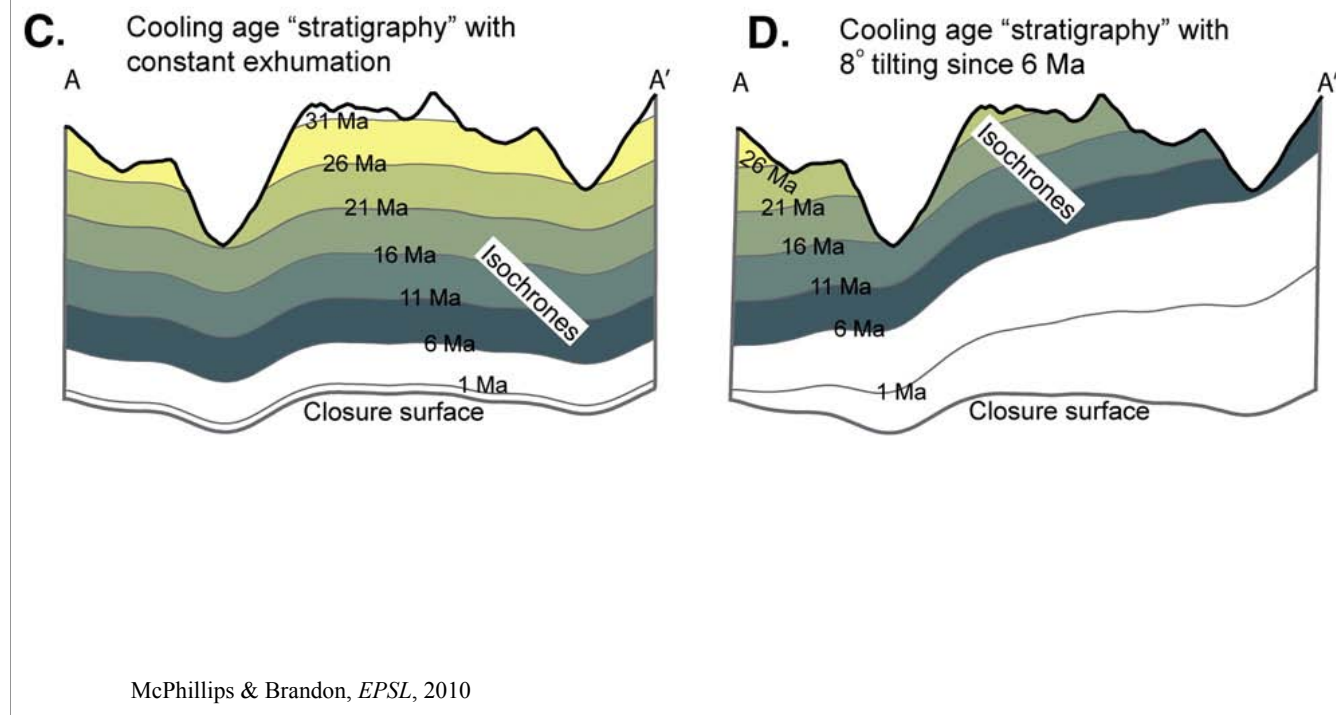 C.
Cooling age “stratigraphy” with
constant exhumation
A
A′
31 Ma
26 Ma
21 Ma
16 Ma
Isochrones
11 Ma
6 Ma
1 Ma
Closure surface
D.
Cooling age “stratigraphy” with
8° tilting since 6 Ma
A
A′
Isochrones
26 Ma
21 Ma
16 Ma
11 Ma
6 Ma
1 Ma
Closure surface
McPhillips & Brandon, EPSL, 2010